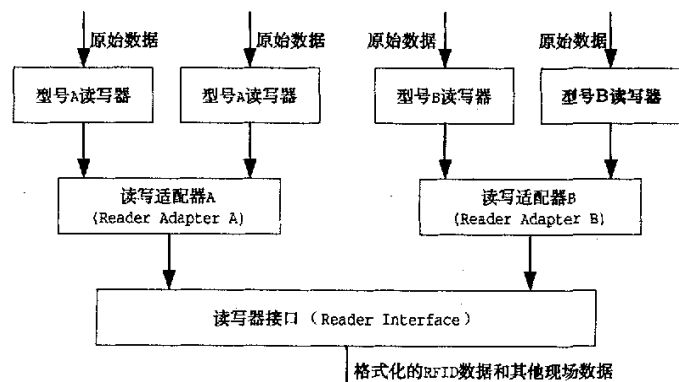 原始数据 原始数据 原始数据 原始数据
型号A读写器 型号A读写器 型号B读写器 型号B读写器
读写适配器A 读写适配器B
(Reader Adapter A) (Reader Adapter B)
读写器接口（Reader Interface）
格式化的RFID数据和其他现场数据